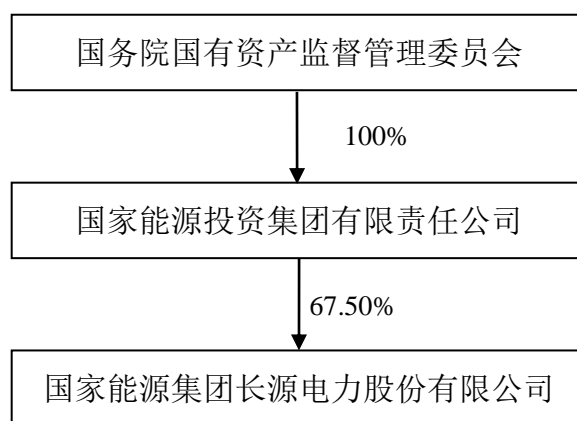 国务院国有资产监督管理委员会
100%
国家能源投资集团有限责任公司
67.50%
国家能源集团长源电力股份有限公司